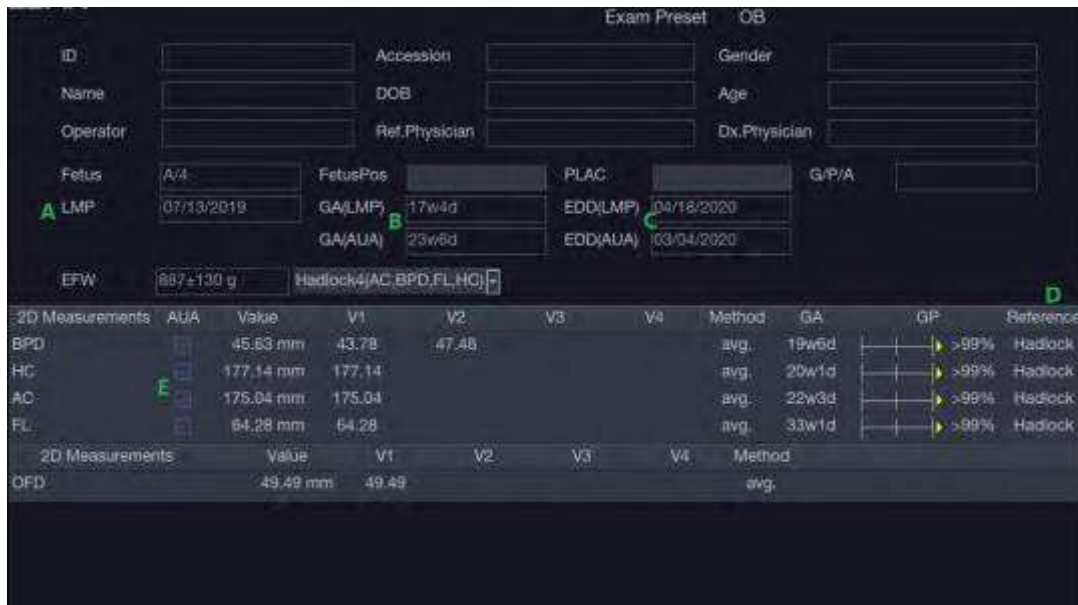 Exam Preset OB
ID Accession Gender
Name DOB Age
Operator Ref.Physician Dx.Physician
Fetus A/4 FetusPos PLAC G/P/A
A LMP 07/13/2019 GA(LMP) B 17w4d EDD(LMP) C 04/18/2020
GA(AUA) 23w6d EDD(AUA) 03/04/2020
EFW 887±130 g Hadlock4(AC,BPD,FL,HC)
D
2D Measurements AUA Value V1 V2 V3 V4 Method GA GP Reference
BPD 45.63 mm 43.78 47.48 avg. 19w6d >99% Hadlock
HC 177.14 mm 177.14 avg. 20w1d >99% Hadlock
E
AC 175.04 mm 175.04 avg. 22w3d >99% Hadlock
FL 64.28 mm 64.28 avg. 33w1d >99% Hadlock
2D Measurements Value V1 V2 V3 V4 Method
OFD 49.49 mm 49.49 avg.